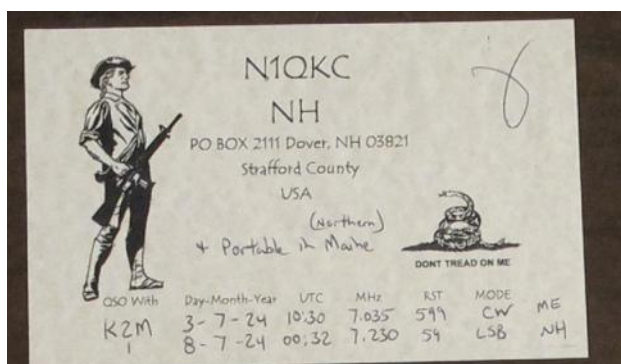 N1QKC
NH
PO BOX 2111 Dover, NH 03821
Strafford County
USA
(Northern)
+ Portable in Maine
DONT TREAD ON ME
QSO With Day-Month-Year UTC MHz RST MODE
K2M 3-7-24 10:30 7.035 599 CW ME
1 8-7-24 00:32 7.230 59 LSB NH